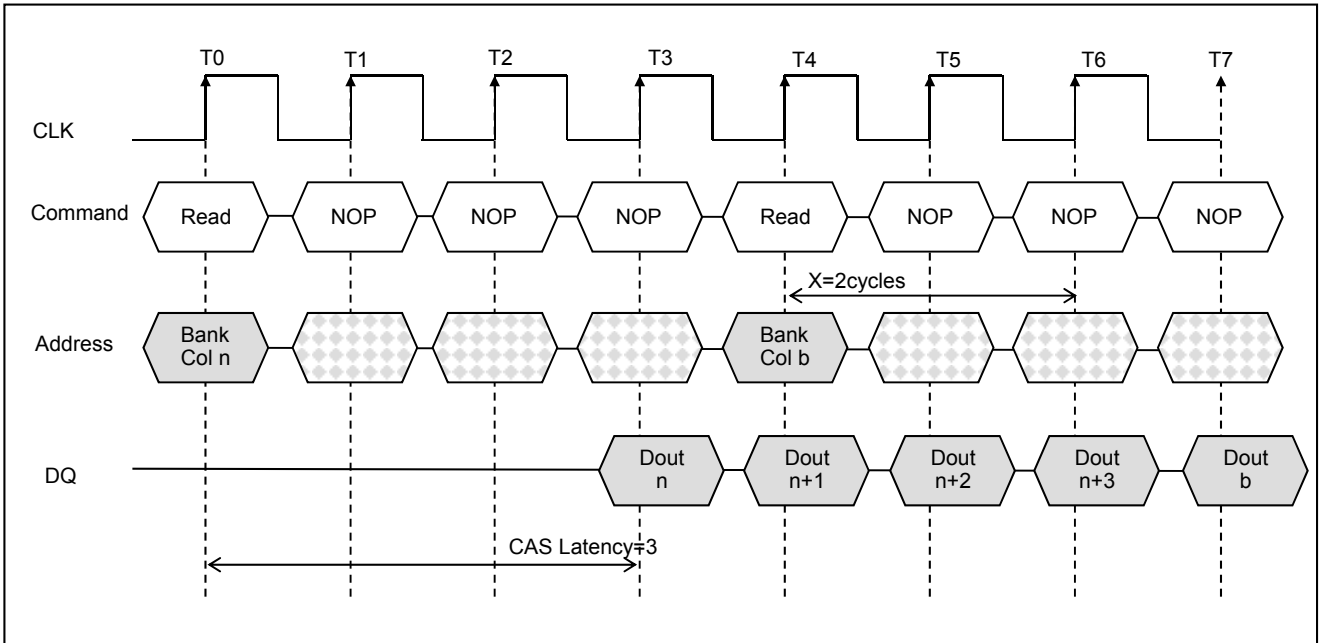 T0 T1 T2 T3 T4 T5 T6 T7
CLK
Command Read NOP NOP NOP Read NOP NOP NOP
X=2cycles
Address Bank Col n Bank Col b
DQ Dout n Dout n+1 Dout n+2 Dout n+3 Dout b
CAS Latency=3